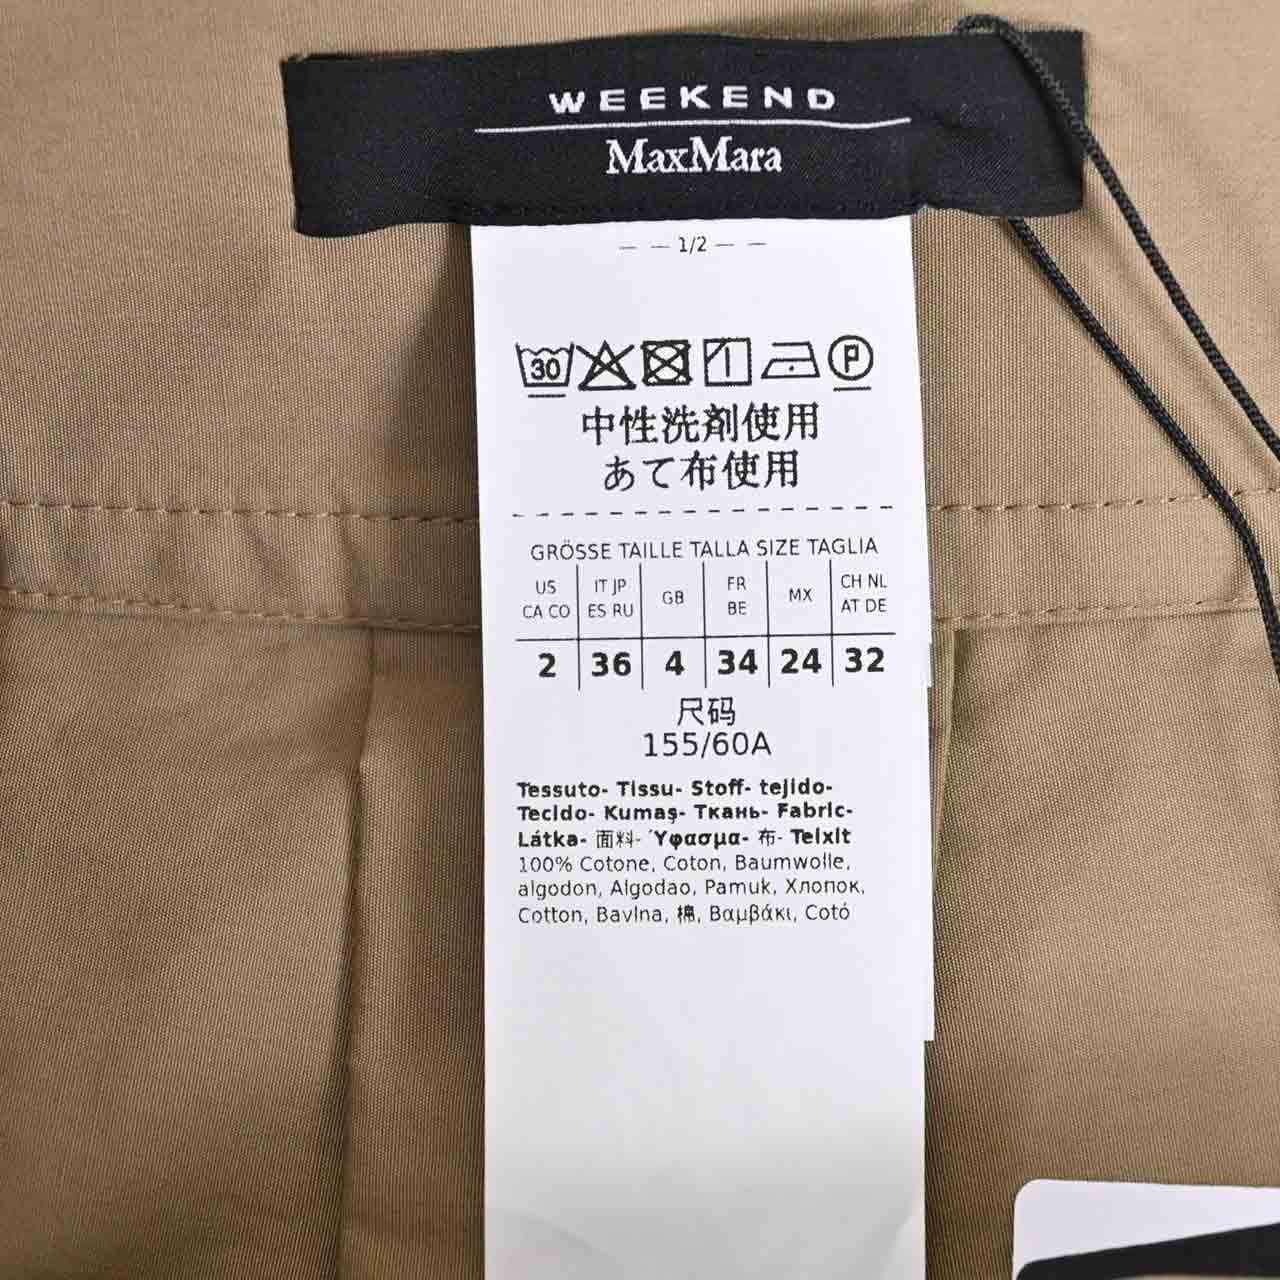 WEEKEND
MaxMara
— — 1/2 — —
30 P
中性洗剤使用
あて布使用
GRÖSSE TAILLE TALLA SIZE TAGLIA
US CA CO IT JP ES RU GB FR BE MX CH NL AT DE
2 36 4 34 24 32
尺码
155/60A
Tessuto- Tissu- Stoff- tejido-
Tecido- Kumaş- Ткань- Fabric-
Látka- 面料- Ύφασμα- 布- Teixit
100% Cotone, Coton, Baumwolle,
algodon, Algodao, Pamuk, Хлопок,
Cotton, Bavlna, 棉, Βαμβάκι, Cotó